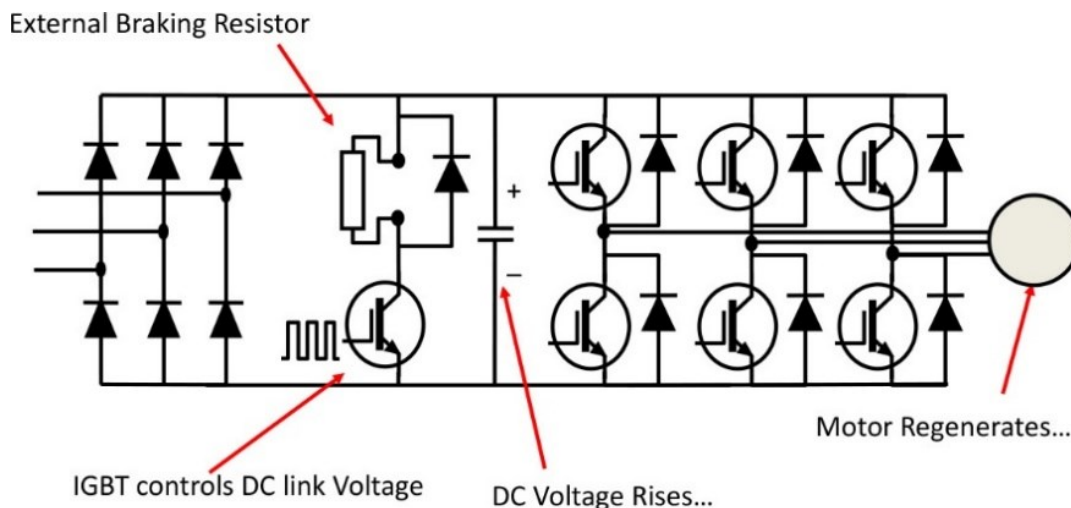 External Braking Resistor
+
–
Motor Regenerates...
IGBT controls DC link Voltage
DC Voltage Rises...